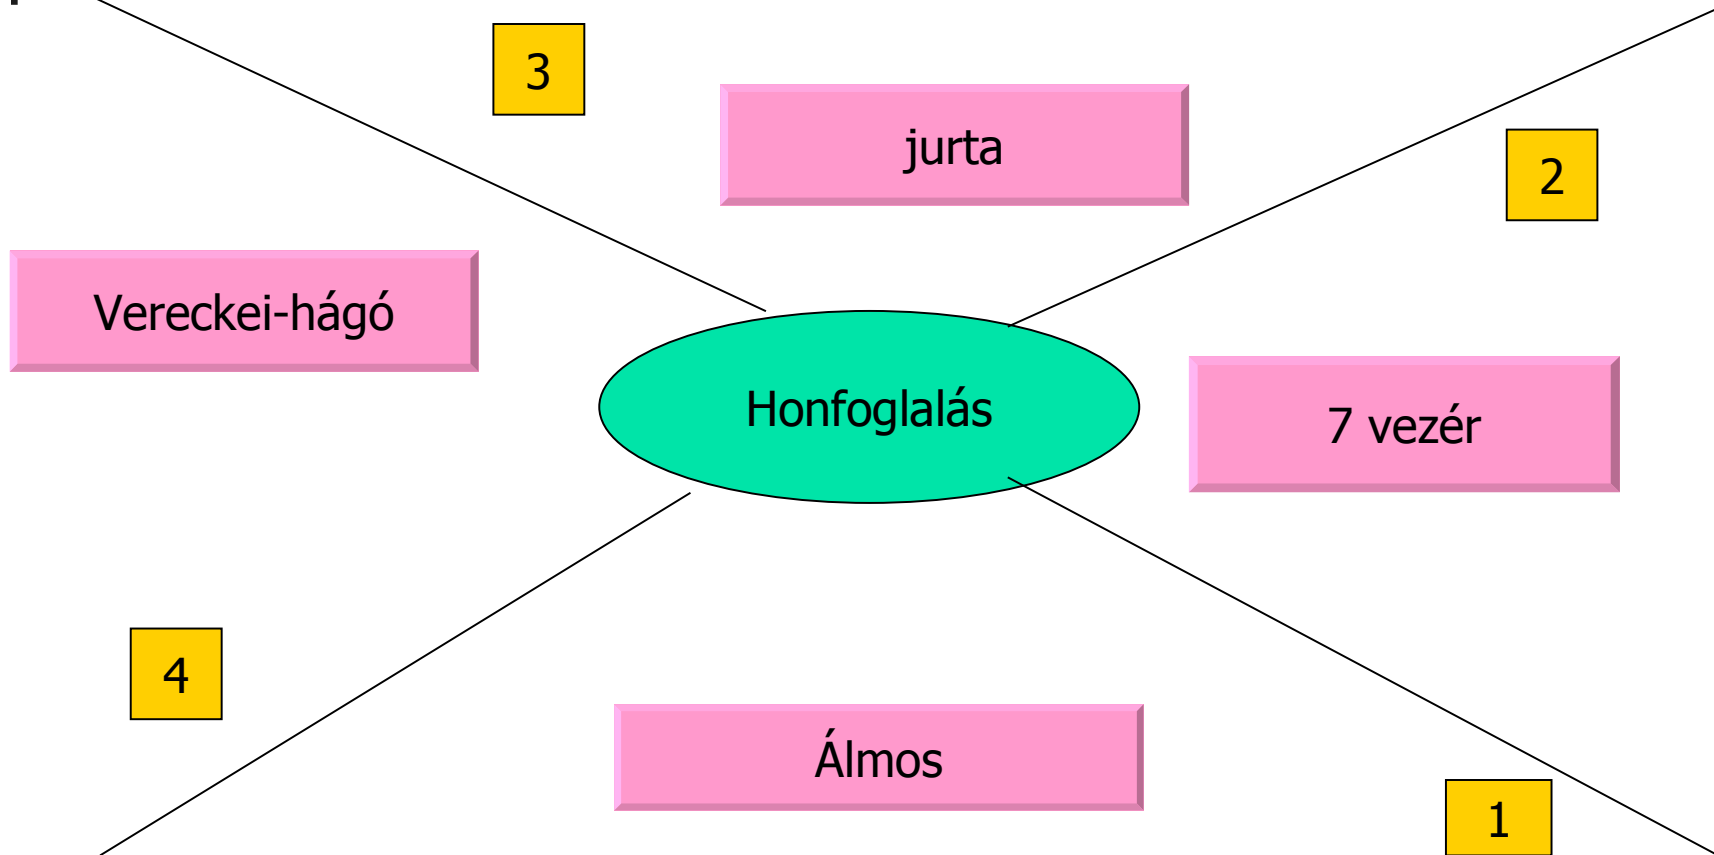 3
jurta
2
Vereckei-hágó
Honfoglalás
7 vezér
4
Álmos
1